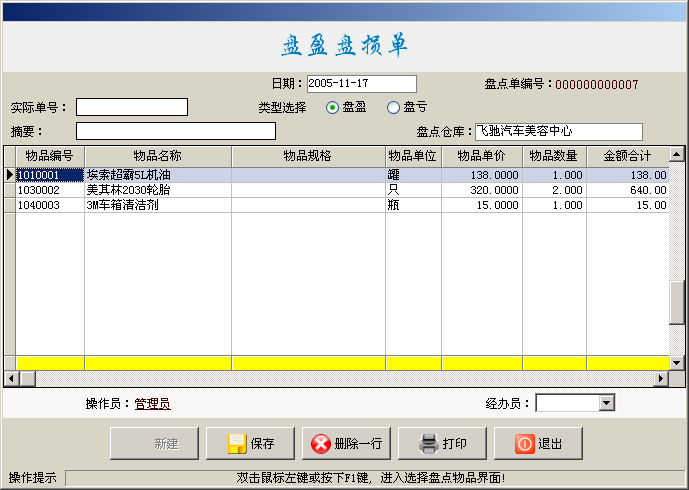 盘盈盘损单
日期：2005-11-17 盘点单编号：000000000007
实际单号： 类型选择 盘盈 盘亏
摘要： 盘点仓库：飞驰汽车美容中心
物品编号 物品名称 物品规格 物品单位 物品单价 物品数量 金额合计
1010001 埃索超霸5L机油 罐 138.0000 1.000 138.00
1030002 美其林2030轮胎 只 320.0000 2.000 640.00
1040003 3M车箱清洁剂 瓶 15.0000 1.000 15.00
操作员：管理员 经办员：
新建 保存 删除一行 打印 退出
操作提示 双击鼠标左键或按下F1键, 进入选择盘点物品界面!